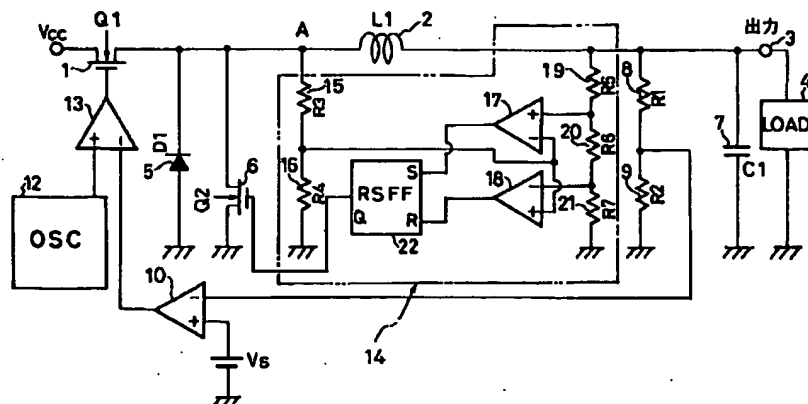 Vcc
Q1
1
A
L1
2
出力
3
4
15
R3
17
+
-
19
R5
8
R1
LOAD
13
+
-
D1
5
6
Q2
16
R4
S
RSFF
Q
R
22
18
-
+
20
R6
21
R7
9
R2
7
C1
12
OSC
10
-
+
Vs
14